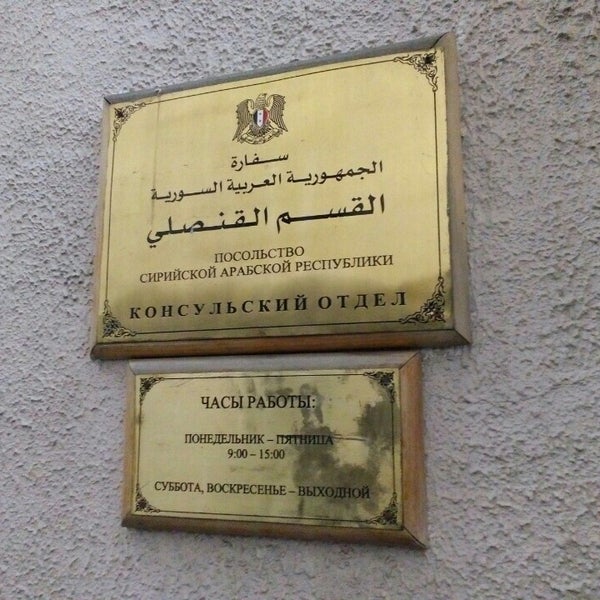 سفارة
الجمهورية العربية السورية
القسم القنصلي
ПОСОЛЬСТВО
СИРИЙСКОЙ АРАБСКОЙ РЕСПУБЛИКИ
КОНСУЛЬСКИЙ ОТДЕЛ
ЧАСЫ РАБОТЫ:
ПОНЕДЕЛЬНИК – ПЯТНИЦА
9:00 – 15:00
СУББОТА, ВОСКРЕСЕНЬЕ – ВЫХОДНОЙ